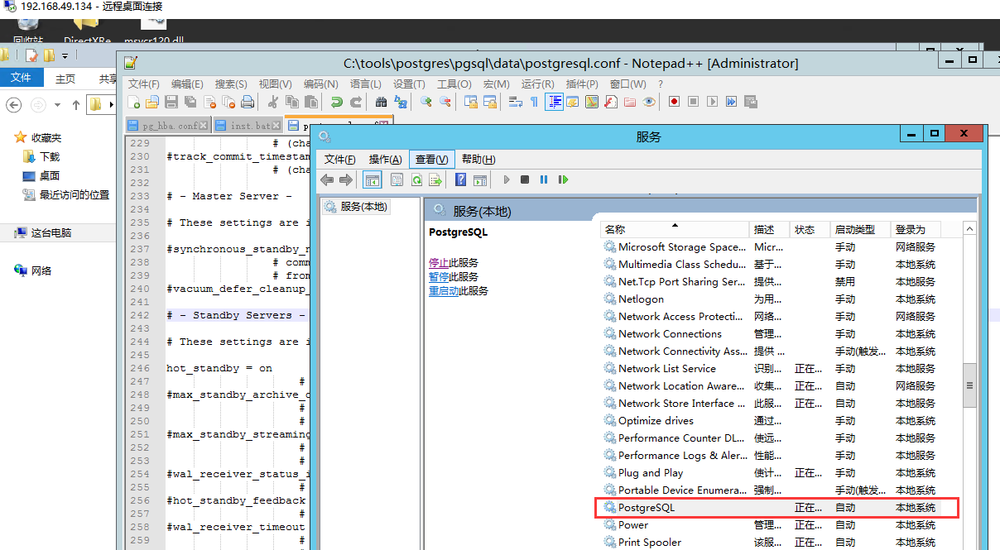 192.168.49.134 - 远程桌面连接
回收站 DirectXRe... msvcr120.dll
C:\tools\postgres\pgsql\data\postgresql.conf - Notepad++ [Administrator]
文件 主页 共享
文件(F) 编辑(E) 搜索(S) 视图(V) 编码(N) 语言(L) 设置(T) 工具(O) 宏(M) 运行(R) 插件(P) 窗口(W) ?
pg_hba.conf inst.bat
收藏夹
下载
桌面
最近访问的位置
这台电脑
网络
229 # (cha
230 #track_commit_timestam
231 # (cha
232
233 # - Master Server -
234
235 # These settings are i
236
237 #synchronous_standby_n
238 # comm
239 # from
240 #vacuum_defer_cleanup_
241
242 # - Standby Servers -
243
244 # These settings are i
245
246 hot_standby = on
247 #
248 #max_standby_archive_d
249 #
250 #
251 #max_standby_streaming
252 #
253 #
254 #wal_receiver_status_i
255 #
256 #hot_standby_feedback
257 #
258 #wal_receiver_timeout
259 #
服务
文件(F) 操作(A) 查看(V) 帮助(H)
服务(本地)
服务(本地)
PostgreSQL
停止此服务
暂停此服务
重启动此服务
名称 描述 状态 启动类型 登录为
Microsoft Storage Space... Micr... 手动 网络服务
Multimedia Class Schedu... 基于... 手动 本地系统
Net.Tcp Port Sharing Ser... 提供... 禁用 本地服务
Netlogon 为用... 手动 本地系统
Network Access Protecti... 网络... 手动 网络服务
Network Connections 管理... 手动 本地系统
Network Connectivity Ass... 提供 ... 手动(触发... 本地系统
Network List Service 识别... 正在... 手动 本地服务
Network Location Aware... 收集... 正在... 自动 网络服务
Network Store Interface ... 此服... 正在... 自动 本地服务
Optimize drives 通过... 手动 本地系统
Performance Counter DL... 使远... 手动 本地服务
Performance Logs & Aler... 性能... 手动 本地服务
Plug and Play 使计... 正在... 手动 本地系统
Portable Device Enumera... 强制... 手动(触发... 本地系统
PostgreSQL 正在... 自动 本地系统
Power 管理... 正在... 自动 本地系统
Print Spooler 该服... 正在... 自动 本地系统